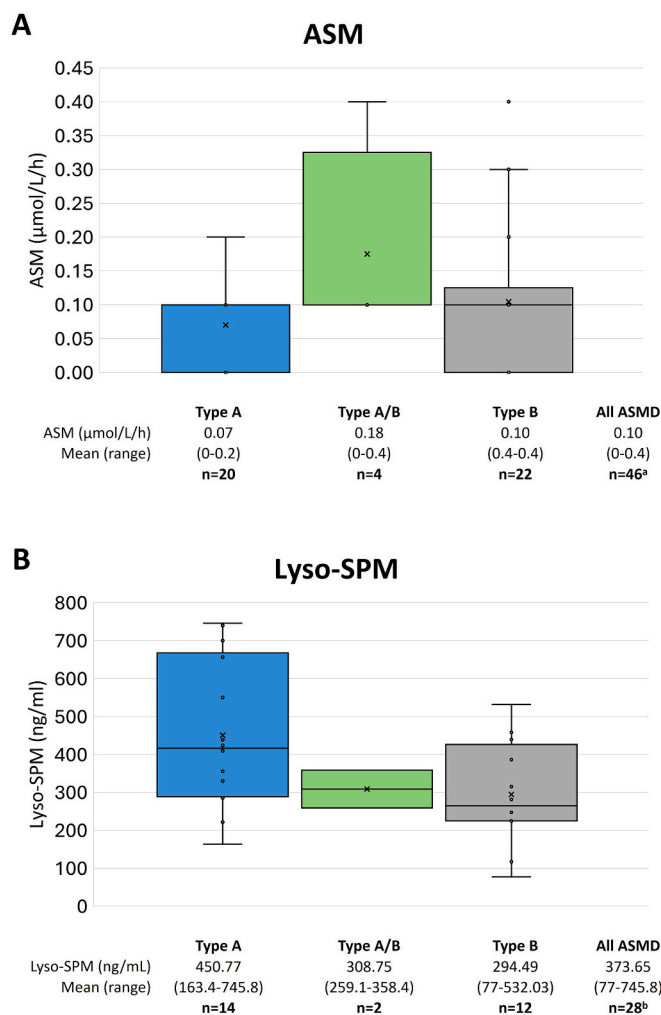 A
ASM
ASM (µmol/L/h)
0.45
0.40
0.35
0.30
0.25
0.20
0.15
0.10
0.05
0.00
Type A Type A/B Type B All ASMD
ASM (µmol/L/h) 0.07 0.18 0.10 0.10
Mean (range) (0-0.2) (0-0.4) (0.4-0.4) (0-0.4)
n=20 n=4 n=22 n=46ᵃ
B
Lyso-SPM
Lyso-SPM (ng/ml)
800
700
600
500
400
300
200
100
0
Type A Type A/B Type B All ASMD
Lyso-SPM (ng/mL) 450.77 308.75 294.49 373.65
Mean (range) (163.4-745.8) (259.1-358.4) (77-532.03) (77-745.8)
n=14 n=2 n=12 n=28ᵇ